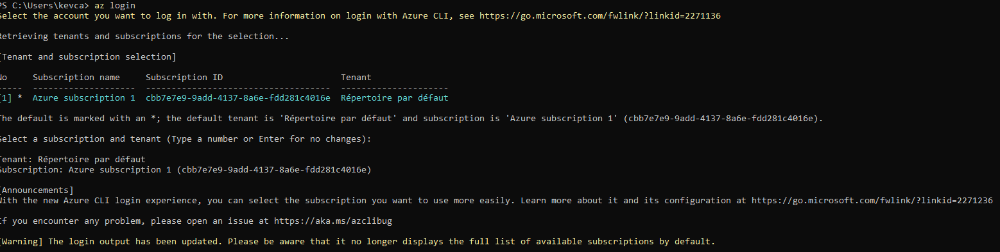 PS C:\Users\kevca> az login
Select the account you want to log in with. For more information on login with Azure CLI, see https://go.microsoft.com/fwlink/?linkid=2271136
Retrieving tenants and subscriptions for the selection...
[Tenant and subscription selection]
No     Subscription name     Subscription ID                       Tenant
-----  --------------------  ------------------------------------  ---------------------
[1] *  Azure subscription 1  cbb7e7e9-9add-4137-8a6e-fdd281c4016e  Répertoire par défaut
The default is marked with an *; the default tenant is 'Répertoire par défaut' and subscription is 'Azure subscription 1' (cbb7e7e9-9add-4137-8a6e-fdd281c4016e).
Select a subscription and tenant (Type a number or Enter for no changes):
Tenant: Répertoire par défaut
Subscription: Azure subscription 1 (cbb7e7e9-9add-4137-8a6e-fdd281c4016e)
[Announcements]
With the new Azure CLI login experience, you can select the subscription you want to use more easily. Learn more about it and its configuration at https://go.microsoft.com/fwlink/?linkid=2271236
If you encounter any problem, please open an issue at https://aka.ms/azclibug
[Warning] The login output has been updated. Please be aware that it no longer displays the full list of available subscriptions by default.